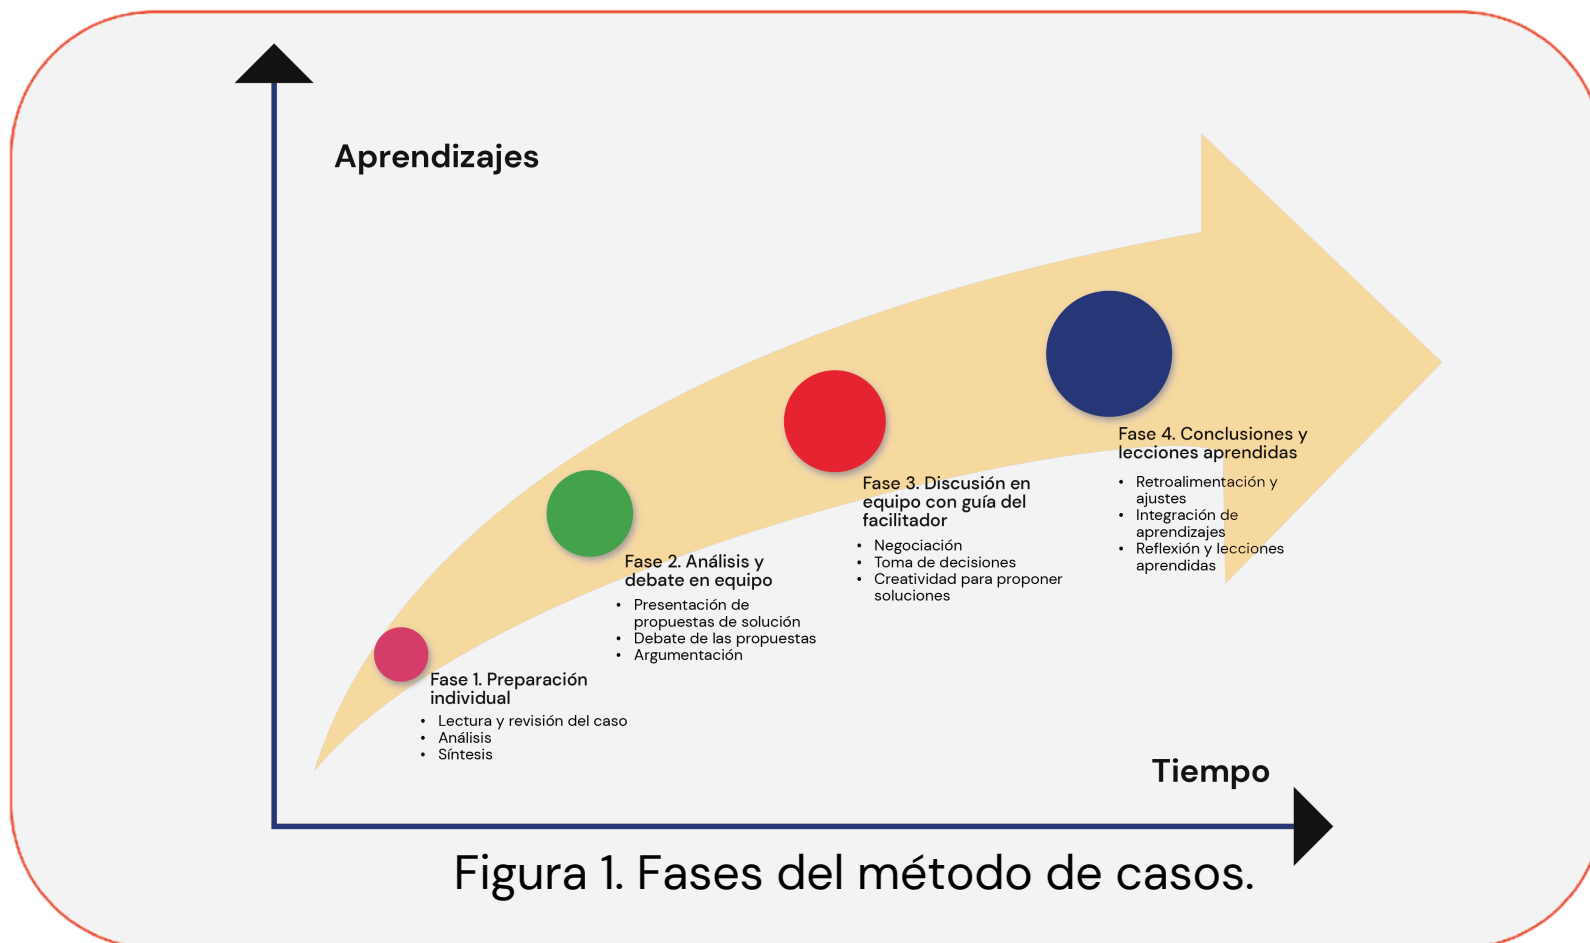 Aprendizajes
Fase 4. Conclusiones y
lecciones aprendidas
• Retroalimentación y
ajustes
• Integración de
aprendizajes
• Reflexión y lecciones
aprendidas
Fase 3. Discusión en
equipo con guía del
facilitador
• Negociación
• Toma de decisiones
• Creatividad para proponer
soluciones
Fase 2. Análisis y
debate en equipo
• Presentación de
propuestas de solución
• Debate de las propuestas
• Argumentación
Fase 1. Preparación
individual
• Lectura y revisión del caso
• Análisis
• Síntesis
Tiempo
Figura 1. Fases del método de casos.